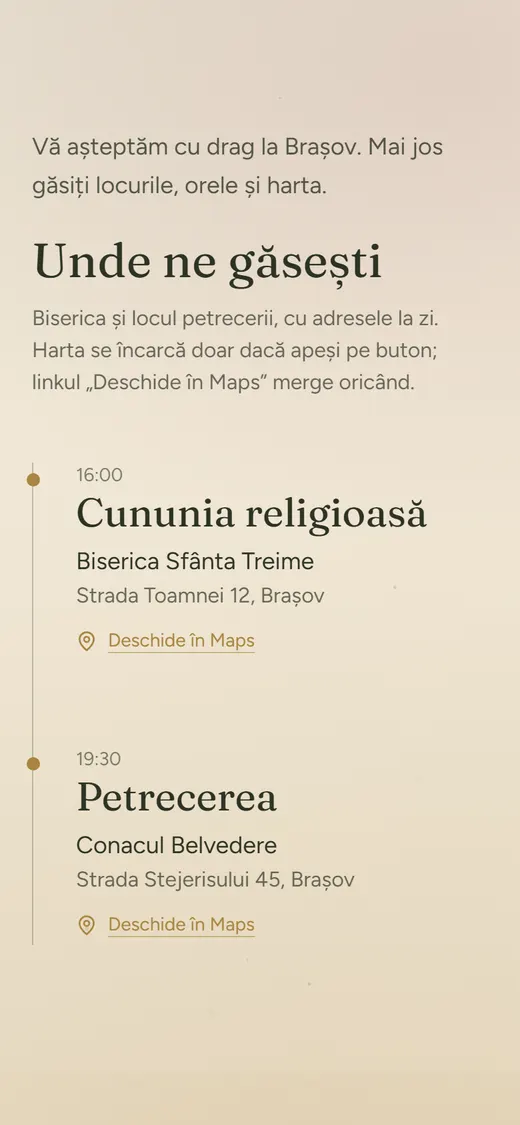 Vă așteptăm cu drag la Brașov. Mai jos
găsiți locurile, orele și harta.
Unde ne găsești
Biserica și locul petrecerii, cu adresele la zi.
Harta se încarcă doar dacă apeși pe buton;
linkul „Deschide în Maps” merge oricând.
16:00
Cununia religioasă
Biserica Sfânta Treime
Strada Toamnei 12, Brașov
Deschide în Maps
19:30
Petrecerea
Conacul Belvedere
Strada Stejerisului 45, Brașov
Deschide în Maps